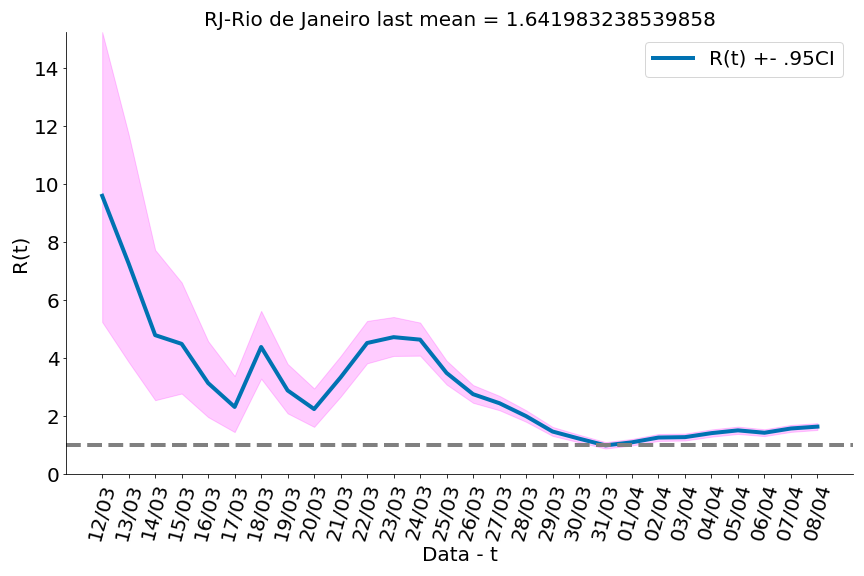 RJ-Rio de Janeiro last mean = 1.641983238539858
R(t) +- .95CI
R(t)
14
12
10
8
6
4
2
0
12/03 13/03 14/03 15/03 16/03 17/03 18/03 19/03 20/03 21/03 22/03 23/03 24/03 25/03 26/03 27/03 28/03 29/03 30/03 31/03 01/04 02/04 03/04 04/04 05/04 06/04 07/04 08/04
Data - t